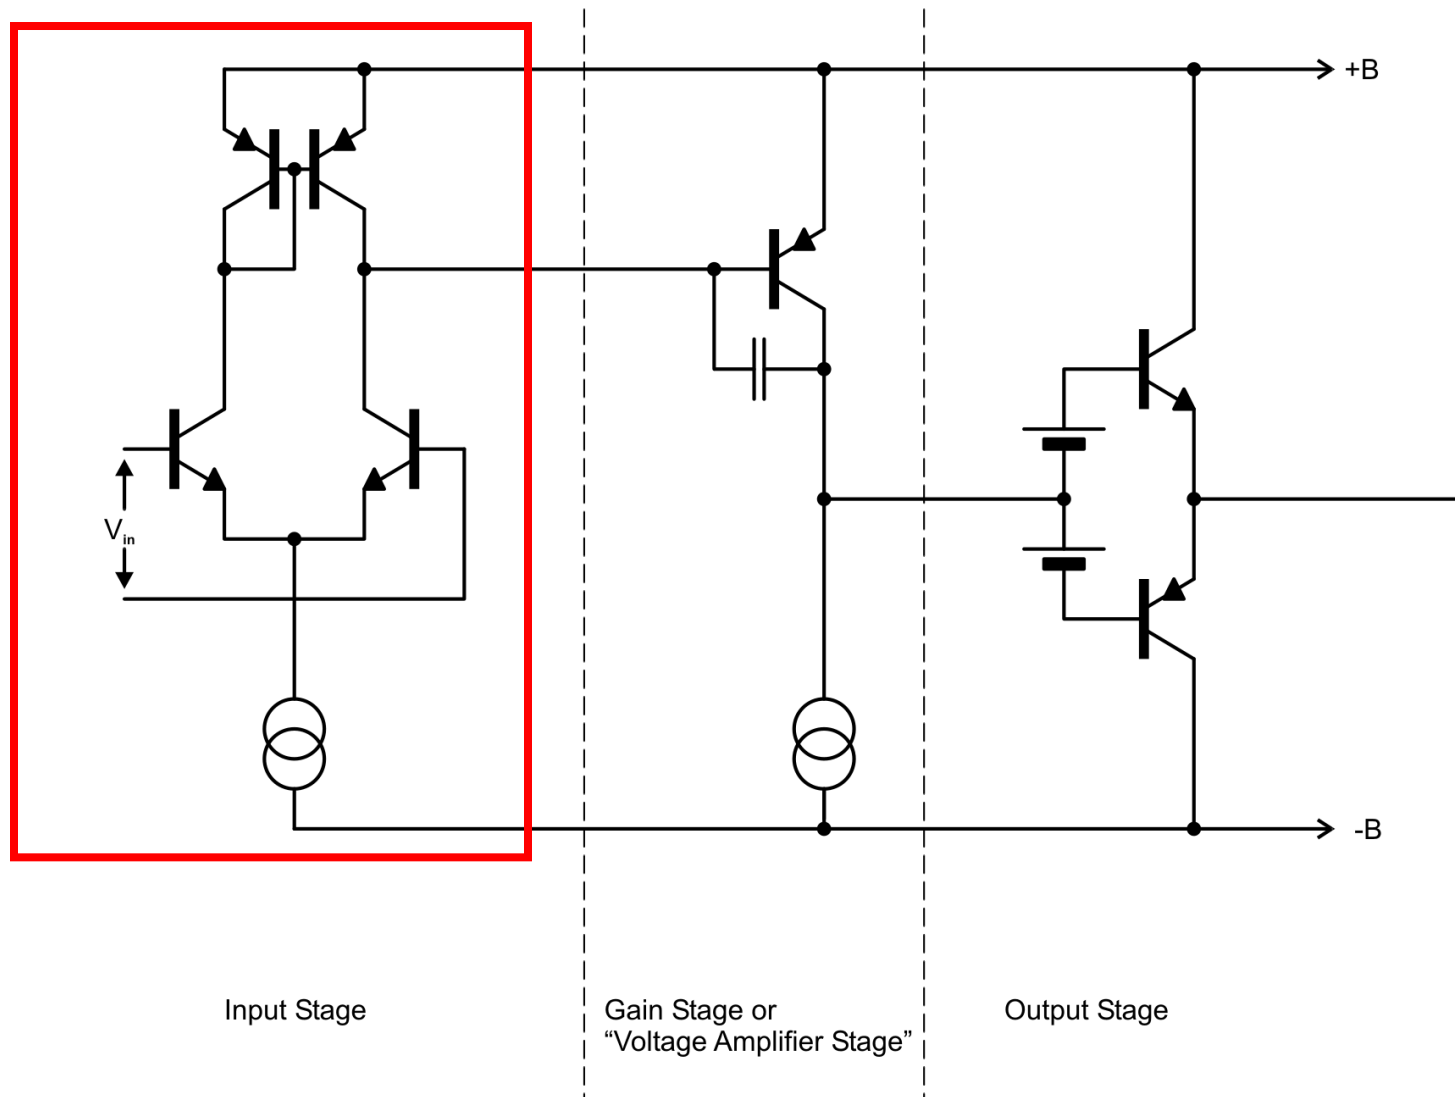 +B
Vin
-B
Input Stage
Gain Stage or
“Voltage Amplifier Stage”
Output Stage